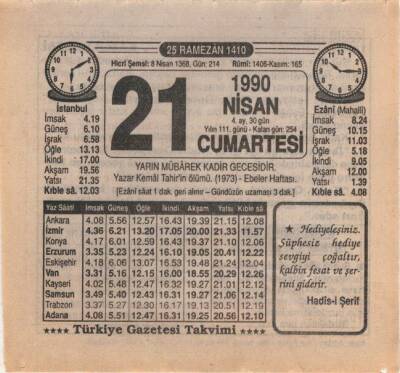 25 RAMEZÂN 1410
Hicrî Şemsî: 8 Nisan 1368, Gün: 214 Rûmî: 1406-Kasım: 165
21
1990
NİSAN
4. ay, 30 gün
Yılın 111. günü - Kalan gün: 254
CUMARTESİ
İstanbul
İmsak 4.19
Güneş 6.10
İşrak 6.58
Öğle 13.13
İkindi 17.00
Akşam 19.56
Yatsı 21.35
Kıble sâ. 12.03
Ezânî (Mahallî)
İmsak 8.24
Güneş 10.15
İşrak 11.03
Öğle 5.18
İkindi 9.05
Akşam 12.00
Yatsı 1.39
Kıble sâ. 4.08
YARIN MÜBÂREK KADİR GECESİDİR.
Yazar Kemâl Tahir'in ölümü. (1973) - Ebeler Haftası.
[Ezânî sâat 1 dak. geri alınır – Gündüzün uzaması 3 dak.]
Yaz Sâati İmsak Güneş Öğle İkindi Akşam Yatsı Kıble sâ.
Ankara 4.08 5.56 12.57 16.43 19.39 21.15 12.08
İzmir 4.36 6.21 13.20 17.05 20.00 21.33 11.57
Konya 4.17 6.01 12.59 16.43 19.37 21.10 12.06
Erzurum 3.35 5.23 12.24 16.10 19.05 20.41 12.22
Eskişehir 4.18 6.06 13.07 16.53 19.48 21.24 12.04
Van 3.31 5.16 12.15 16.00 18.55 20.29 12.26
Kayseri 4.02 5.48 12.47 16.32 19.27 21.01 12.12
Samsun 3.49 5.40 12.43 16.31 19.27 21.06 12.14
Trabzon 3.37 5.27 12.30 16.17 19.13 20.51 12.19
Adana 4.08 5.51 12.47 16.31 19.25 20.56 12.10
★ Hediyeleşiniz.
Şüphesiz hediye
sevgiyi çoğaltır,
kalbin fesat ve şer-
rini giderir.
Hadîs-i Şerîf
★★★★ Türkiye Gazetesi Takvimi ★★★★